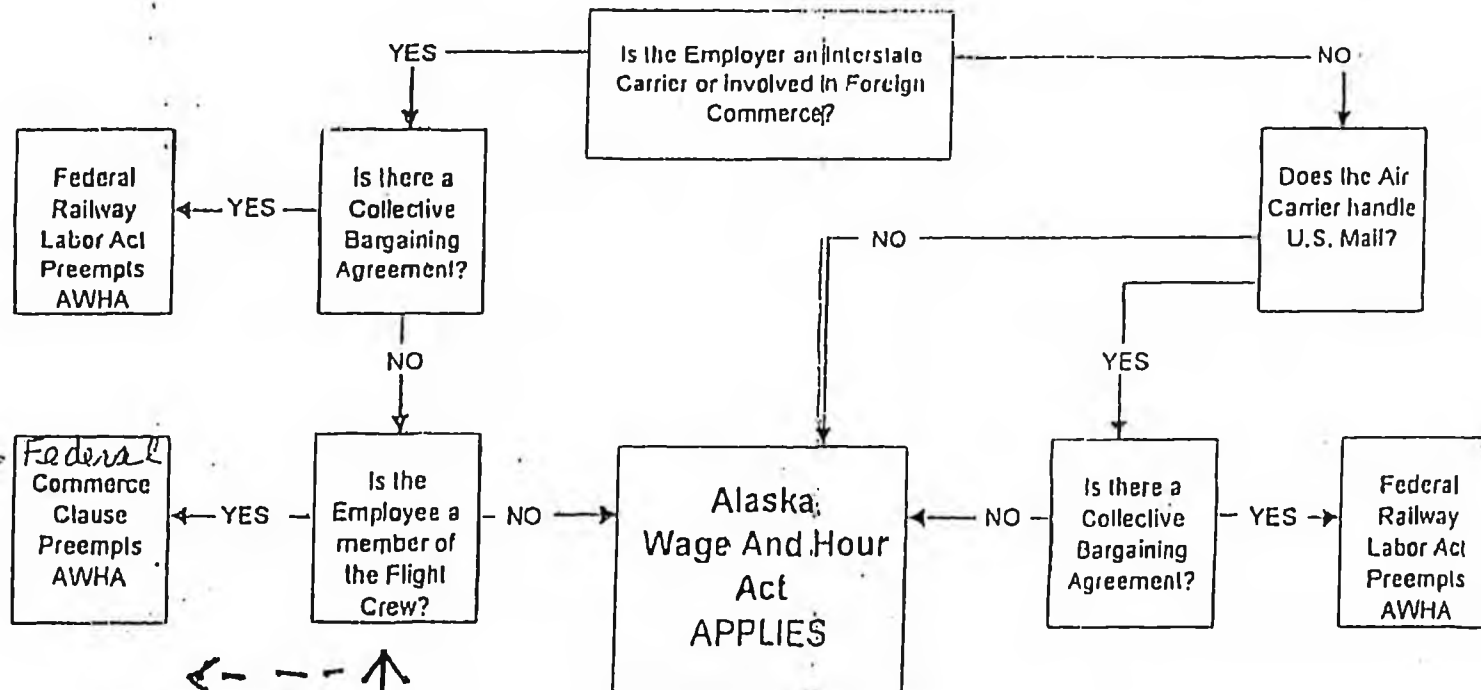 YES
Is the Employer an Interstate
Carrier or involved in Foreign
Commerce?
NO
Federal
Railway
Labor Act
Preempts
AWHA
YES
Is there a
Collective
Bargaining
Agreement?
NO
Does the Air
Carrier handle
U.S. Mail?
NO
YES
Federal
Commerce
Clause
Preempts
AWHA
YES
Is the
Employee a
member of
the Flight
Crew?
NO
Alaska
Wage And Hour
Act
APPLIES
NO
Is there a
Collective
Bargaining
Agreement?
YES
Federal
Railway
Labor Act
Preempts
AWHA